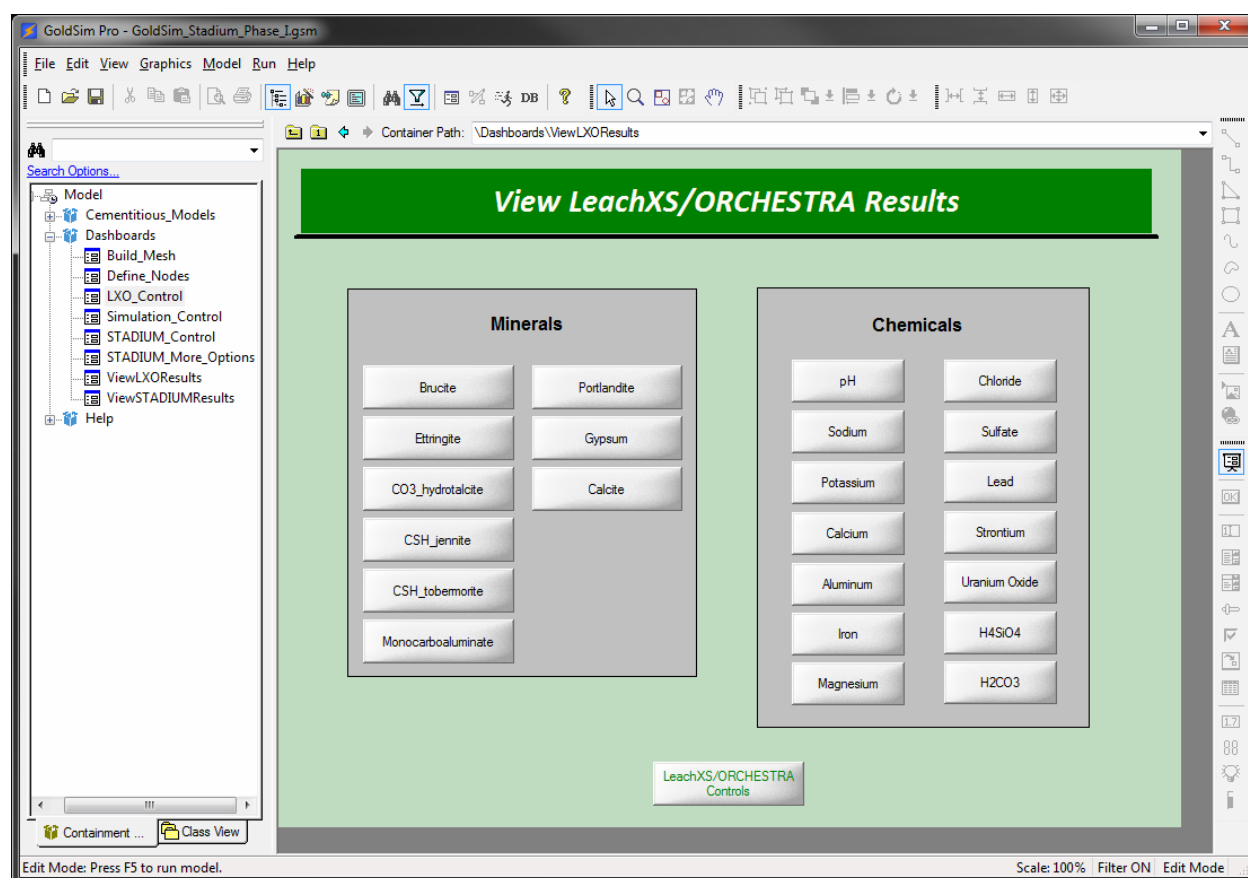 GoldSim Pro - GoldSim_Stadium_Phase_I.gsm
File Edit View Graphics Model Run Help
DB
Container Path: \Dashboards\ViewLXOResults
Search Options...
Model
Cementitious_Models
Dashboards
Build_Mesh
Define_Nodes
LXO_Control
Simulation_Control
STADIUM_Control
STADIUM_More_Options
ViewLXOResults
ViewSTADIUMResults
Help
Containment ... Class View
View LeachXS/ORCHESTRA Results
Minerals
Brucite Portlandite
Ettringite Gypsum
CO3_hydrotalcite Calcite
CSH_jennite
CSH_tobermorite
Monocarboaluminate
Chemicals
pH Chloride
Sodium Sulfate
Potassium Lead
Calcium Strontium
Aluminum Uranium Oxide
Iron H4SiO4
Magnesium H2CO3
LeachXS/ORCHESTRA
Controls
Edit Mode: Press F5 to run model. Scale: 100% Filter ON Edit Mode